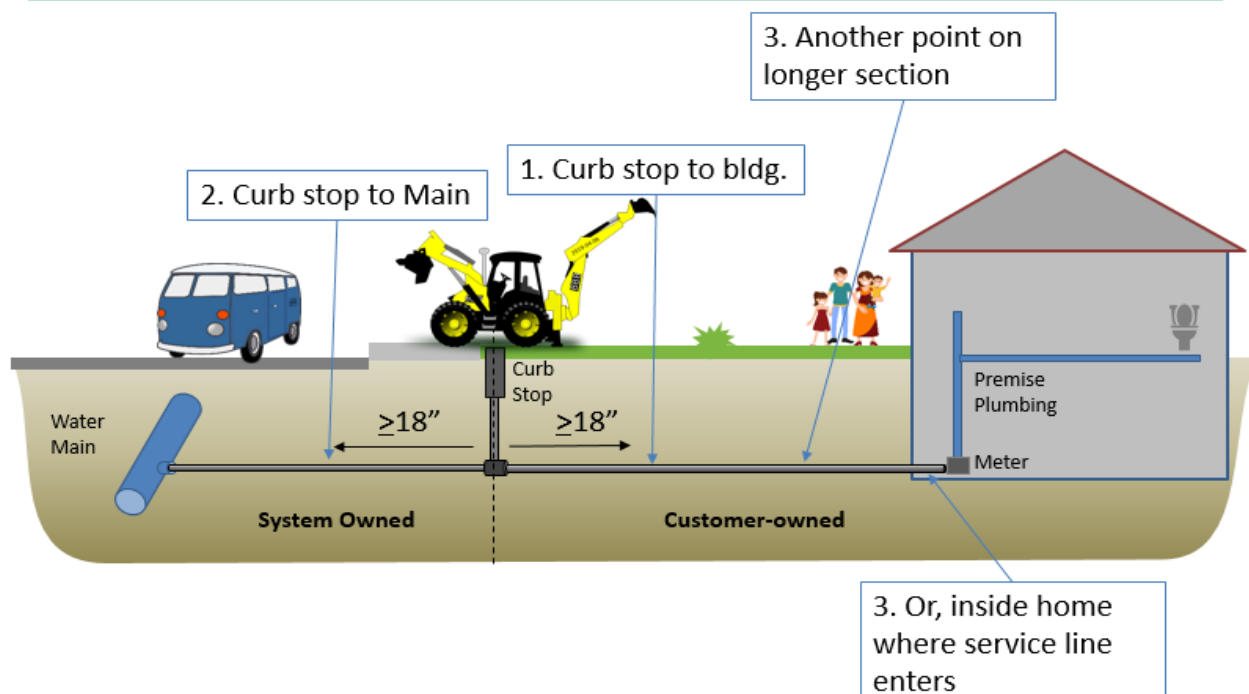 3. Another point on
longer section
1. Curb stop to bldg.
2. Curb stop to Main
Curb
Stop
Water
Main
≥18”
≥18”
Premise
Plumbing
Meter
System Owned
Customer-owned
3. Or, inside home
where service line
enters